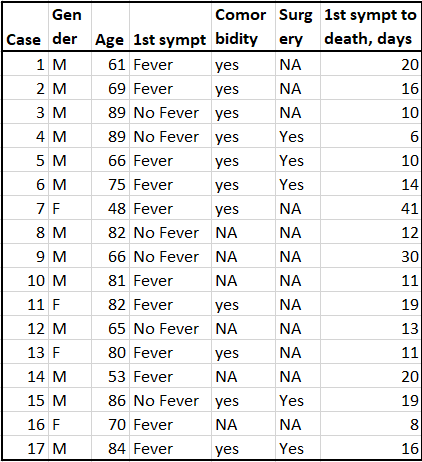 Case Gen der Age 1st sympt Comor bidity Surg ery 1st sympt to death, days
1 M 61 Fever yes NA 20
2 M 69 Fever yes NA 16
3 M 89 No Fever yes NA 10
4 M 89 No Fever yes Yes 6
5 M 66 Fever yes Yes 10
6 M 75 Fever yes Yes 14
7 F 48 Fever yes NA 41
8 M 82 No Fever NA NA 12
9 M 66 No Fever NA NA 30
10 M 81 Fever NA NA 11
11 F 82 Fever yes NA 19
12 M 65 No Fever NA NA 13
13 F 80 Fever yes NA 11
14 M 53 Fever NA NA 20
15 M 86 No Fever yes Yes 19
16 F 70 Fever NA NA 8
17 M 84 Fever yes Yes 16